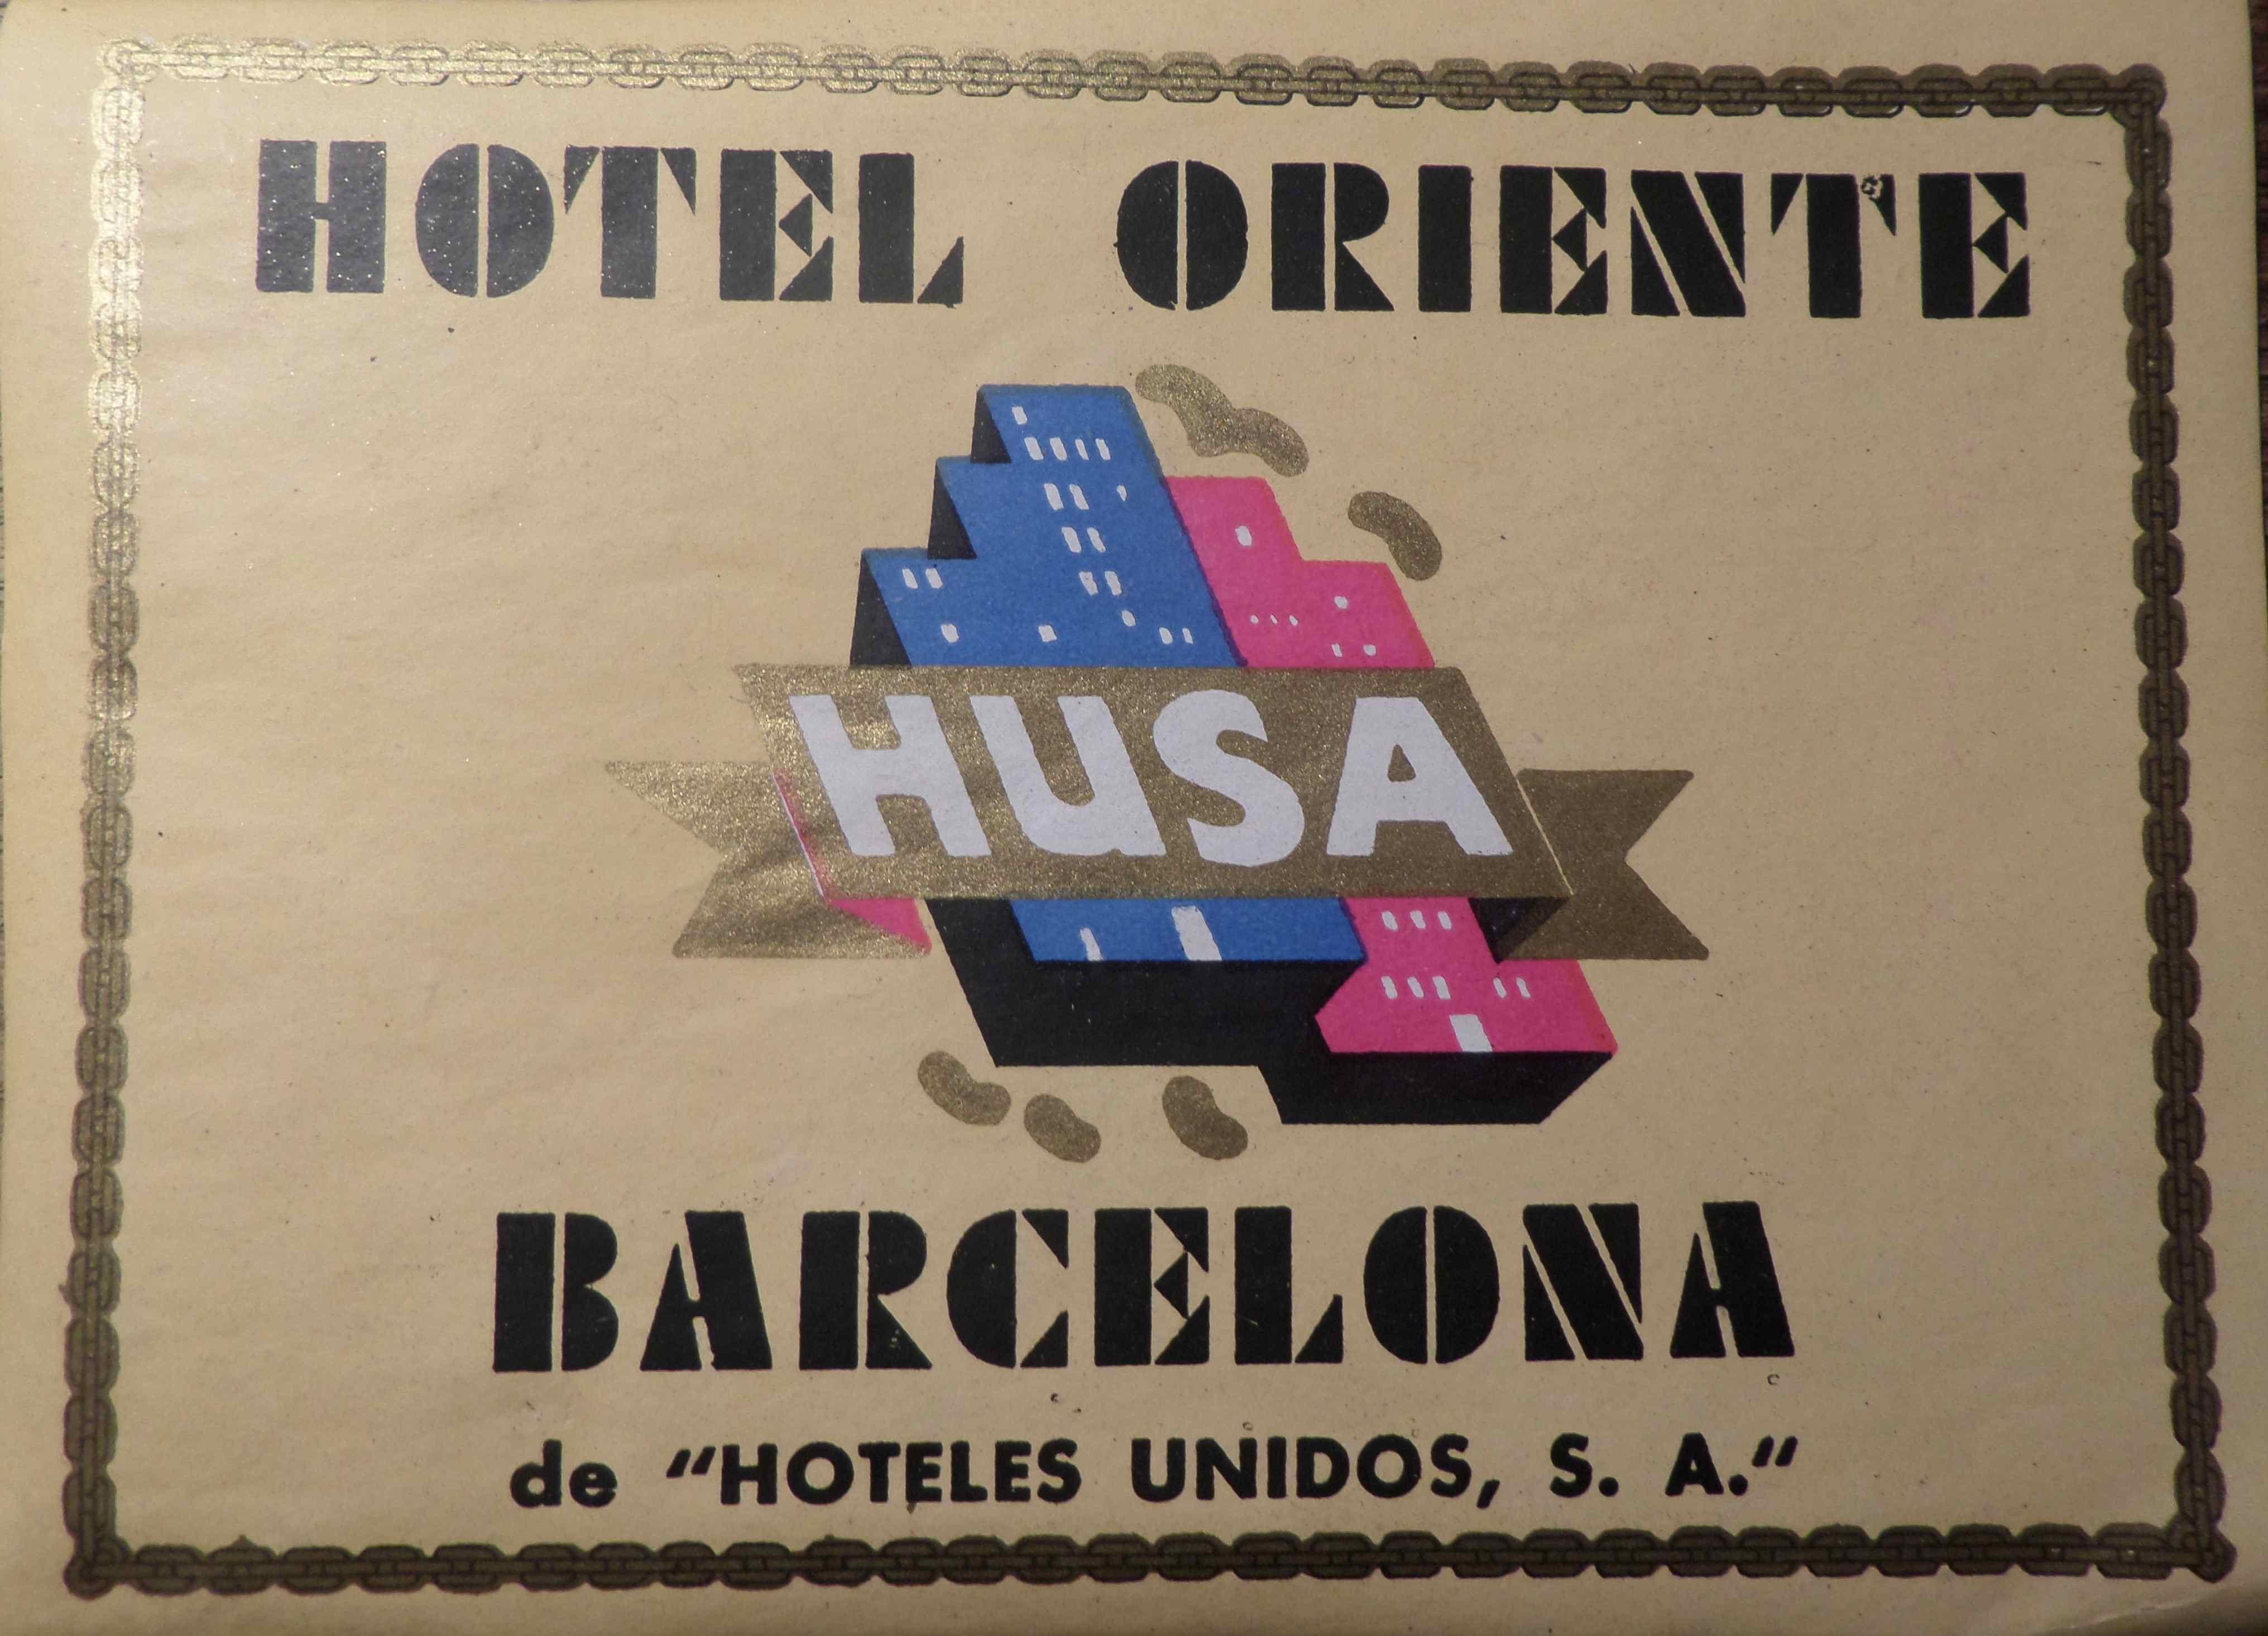 HOTEL ORIENTE
HUSA
BARCELONA
de "HOTELES UNIDOS, S. A."